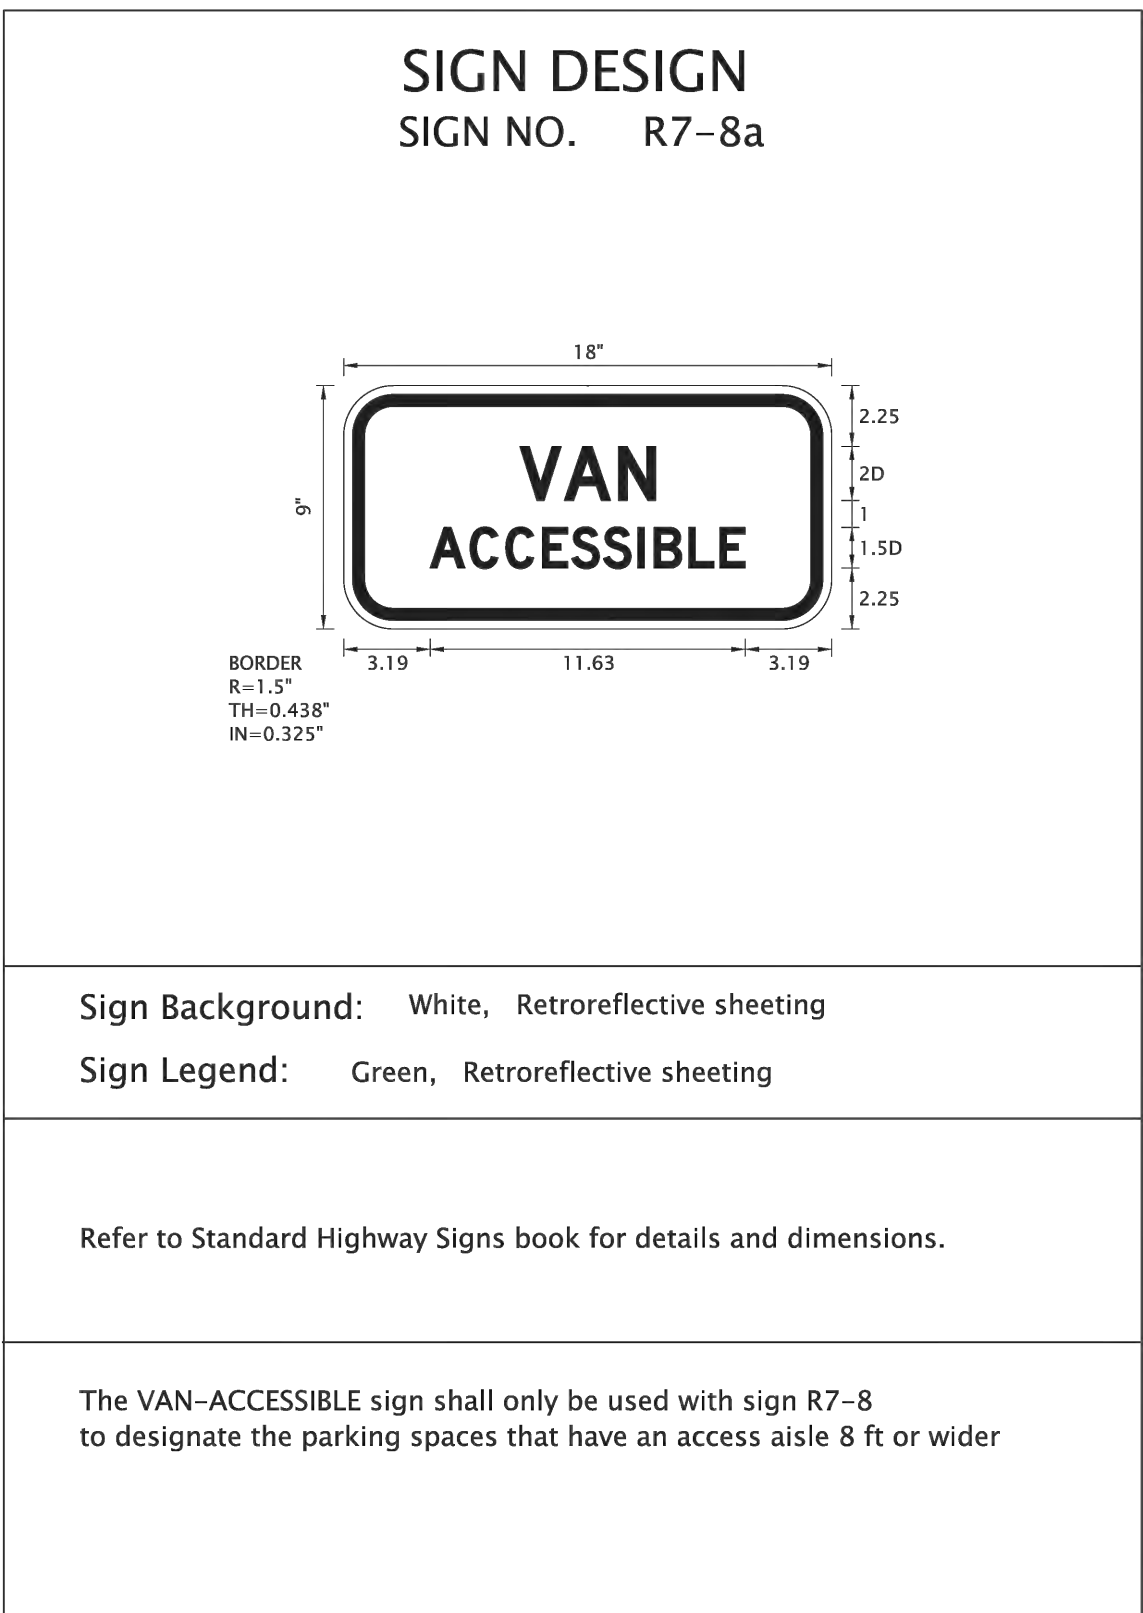 SIGN DESIGN
SIGN NO. R7-8a
18"
9"
VAN
ACCESSIBLE
2.25
2D
1
1.5D
2.25
3.19 11.63 3.19
BORDER
R=1.5"
TH=0.438"
IN=0.325"
Sign Background: White, Retroreflective sheeting
Sign Legend: Green, Retroreflective sheeting
Refer to Standard Highway Signs book for details and dimensions.
The VAN-ACCESSIBLE sign shall only be used with sign R7-8
to designate the parking spaces that have an access aisle 8 ft or wider